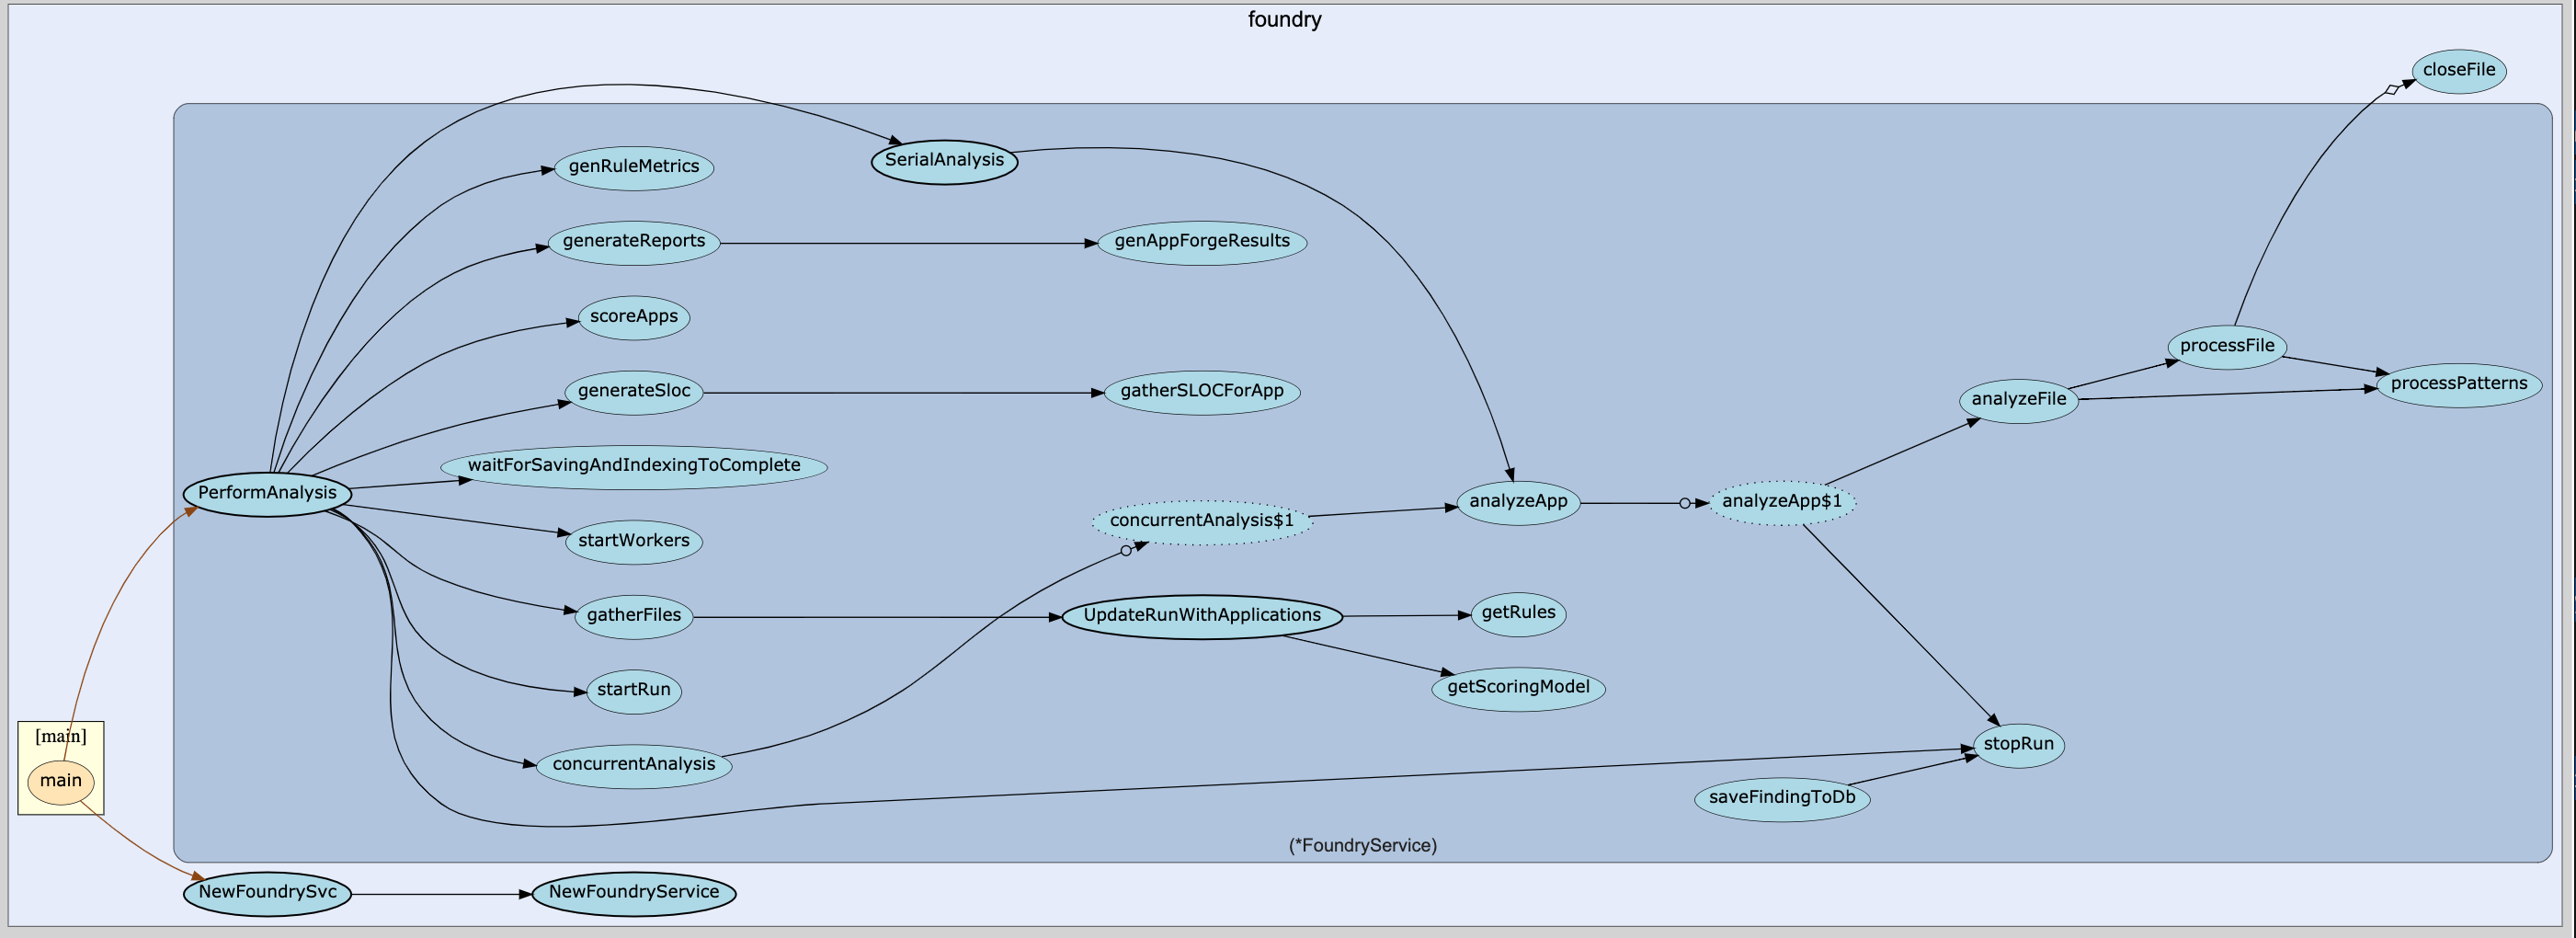 foundry
closeFile
SerialAnalysis
genRuleMetrics
generateReports
genAppForgeResults
scoreApps
processFile
processPatterns
generateSloc
gatherSLOCForApp
analyzeFile
waitForSavingAndIndexingToComplete
PerformAnalysis
analyzeApp
analyzeApp$1
concurrentAnalysis$1
startWorkers
gatherFiles
UpdateRunWithApplications
getRules
startRun
getScoringModel
[main]
main
concurrentAnalysis
stopRun
saveFindingToDb
(*FoundryService)
NewFoundrySvc
NewFoundryService